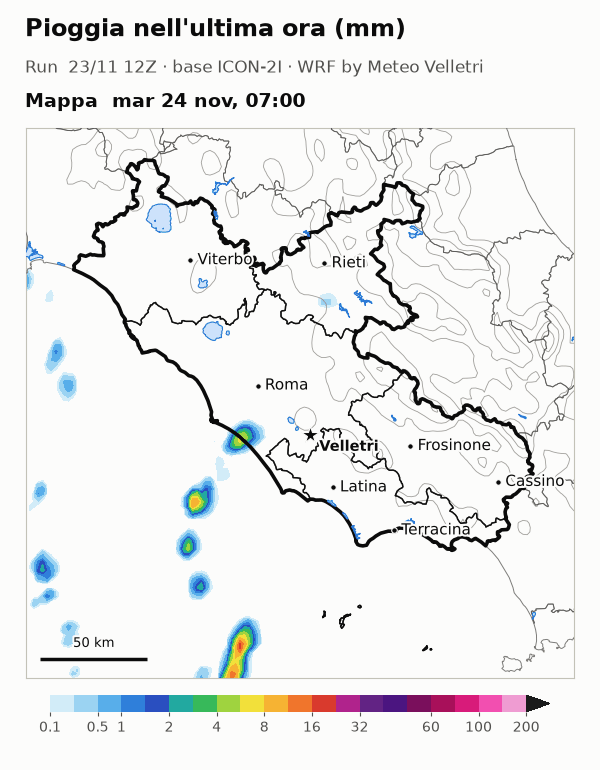 Pioggia nell'ultima ora (mm)
Run  23/11 12Z · base ICON-2I · WRF by Meteo Velletri
Mappa  mar 24 nov, 07:00
Viterbo
Rieti
Roma
Velletri
Frosinone
Cassino
Latina
Terracina
50 km
0.1 0.5 1 2 4 8 16 32 60 100 200